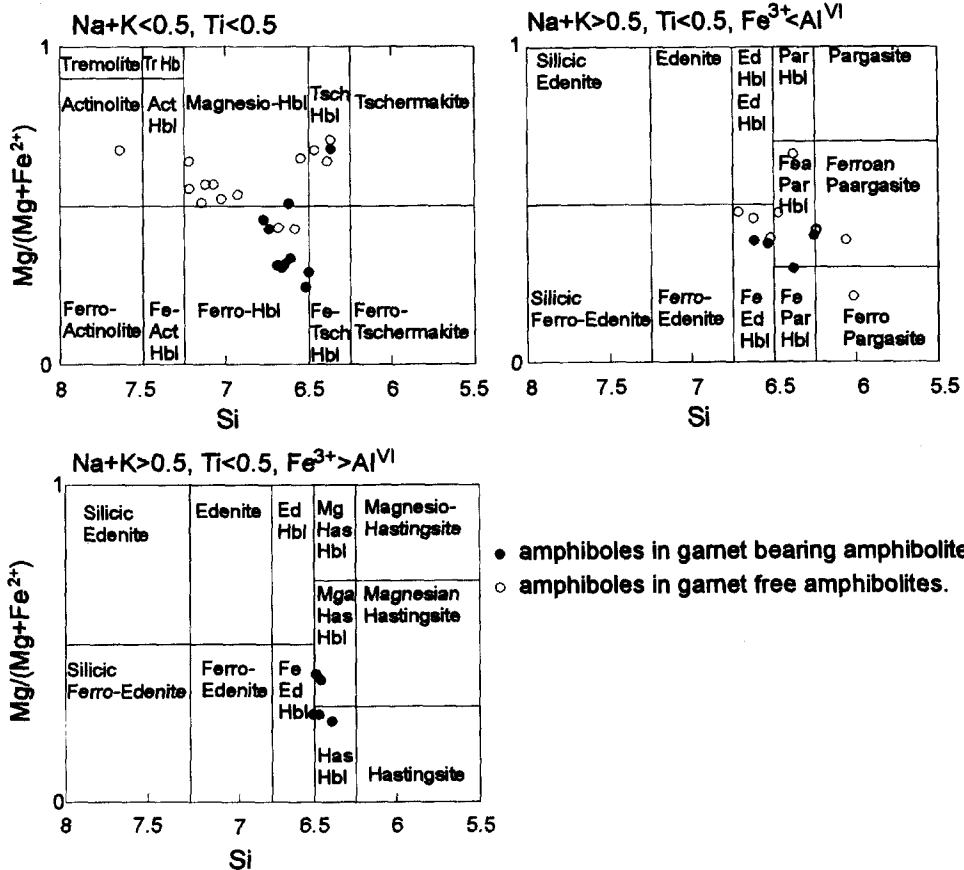 Na+K<0.5, Ti<0.5
1
Tremolite
Tr Hb
Actinolite
Act
Hbl
Magnesio-Hbl
Tsch
Hbl
Tschermakite
Mg/(Mg+Fe2+)
Ferro-
Actinolite
Fe-
Act
Hbl
Ferro-Hbl
Fe-
Tsch
Hbl
Ferro-
Tschermakite
0
8
7.5
7
6.5
6
5.5
Si
Na+K>0.5, Ti<0.5, Fe3+<AlVI
1
Silicic
Edenite
Edenite
Ed
Hbl
Ed
Hbl
Par
Hbl
Pargasite
Fea
Par
Hbl
Ferroan
Paargasite
Silicic
Ferro-Edenite
Ferro-
Edenite
Fe
Ed
Hbl
Fe
Par
Hbl
Ferro
Pargasite
0
8
7.5
7
6.5
6
5.5
Si
Na+K>0.5, Ti<0.5, Fe3+>AlVI
1
Silicic
Edenite
Edenite
Ed
Hbl
Mg
Has
Hbl
Magnesio-
Hastingsite
Mga
Has
Hbl
Magnesian
Hastingsite
Mg/(Mg+Fe2+)
Silicic
Ferro-Edenite
Ferro-
Edenite
Fe
Ed
Hbl
Has
Hbl
Hastingsite
0
8
7.5
7
6.5
6
5.5
Si
amphiboles in garnet bearing amphibolite
amphiboles in garnet free amphibolites.